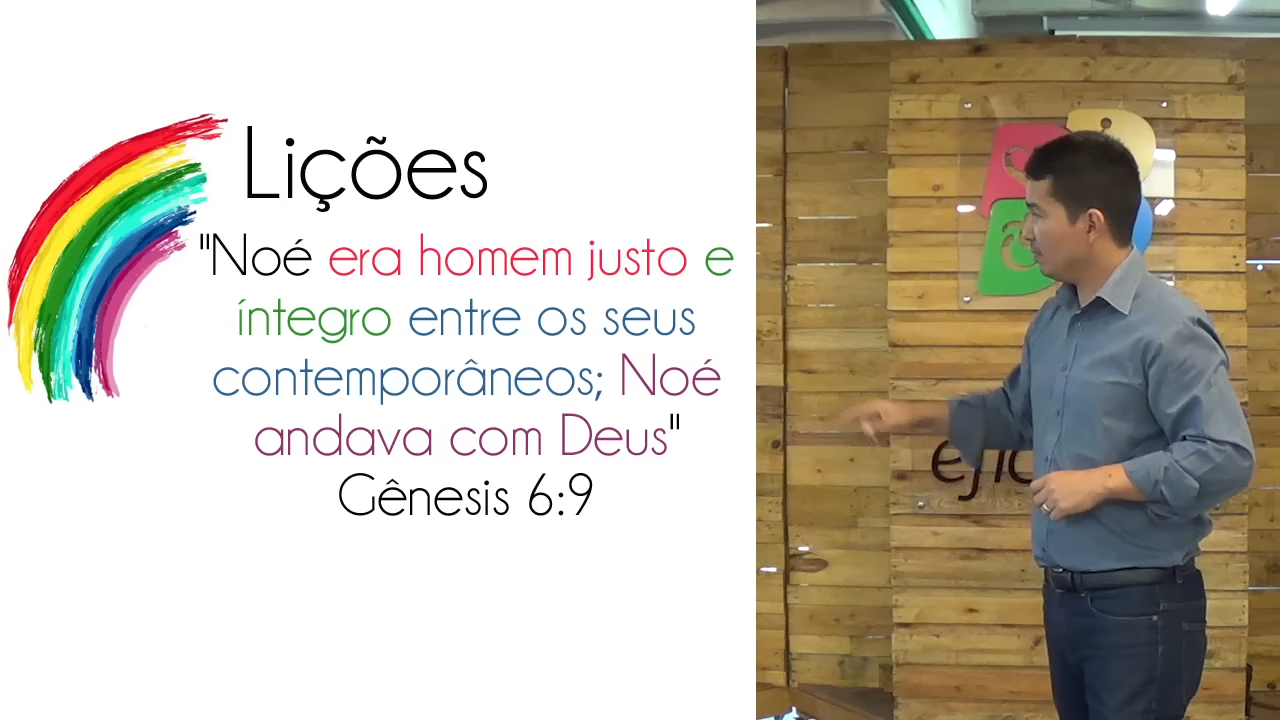 Lições
"Noé era homem justo e
íntegro entre os seus
contemporâneos; Noé
andava com Deus"
Gênesis 6:9